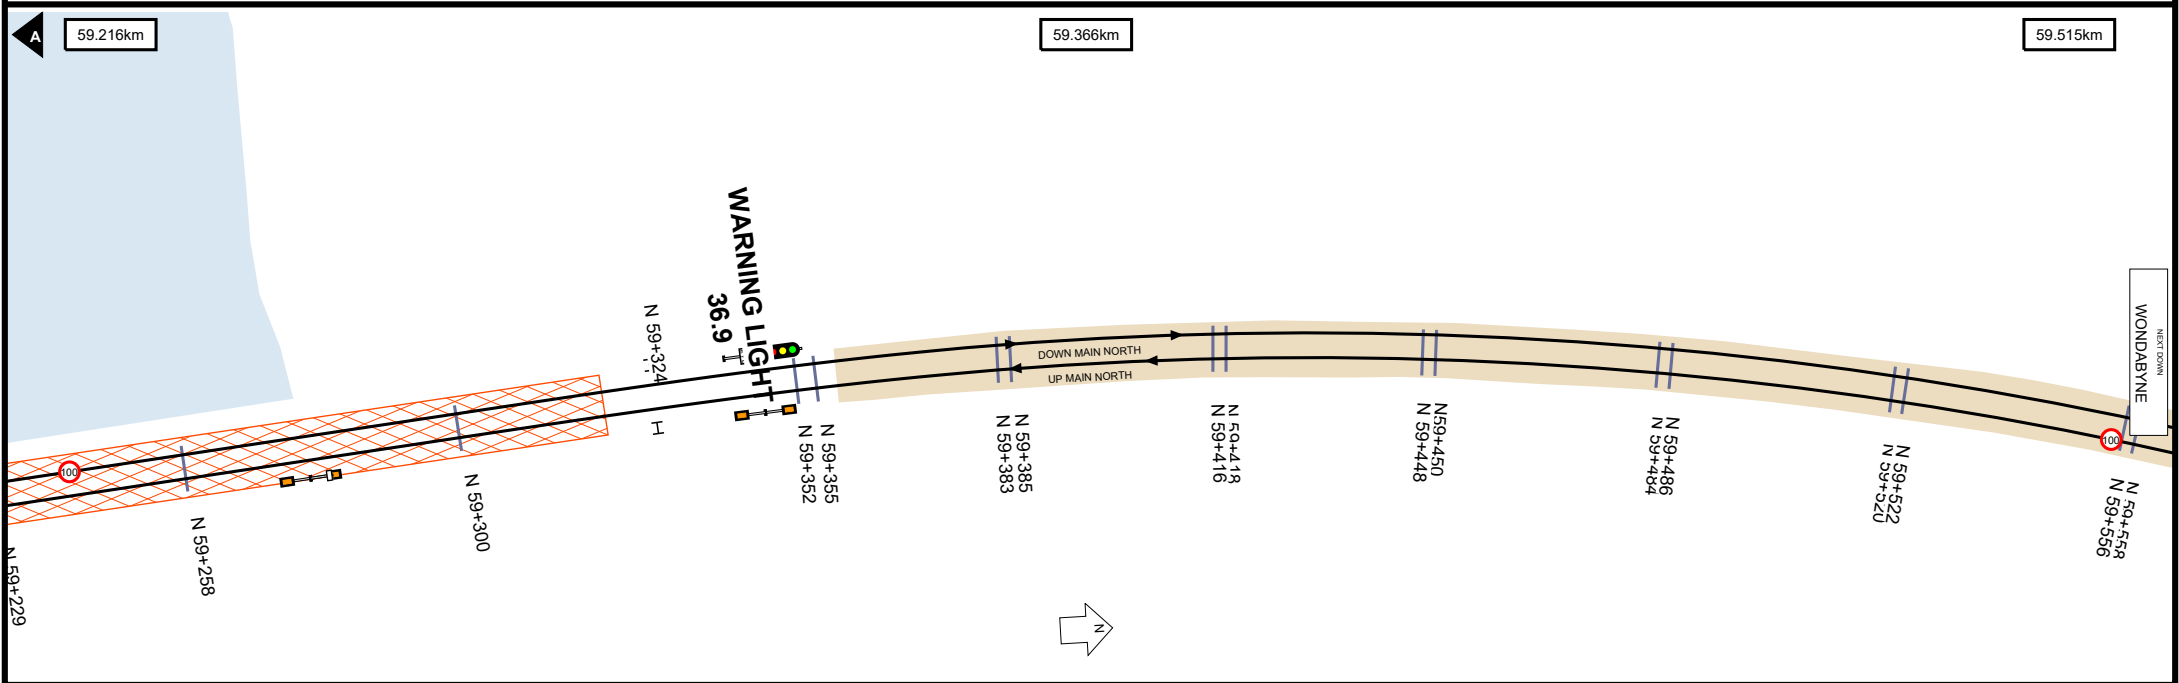 A
59.216km
59.366km
59.515km
WARNING LIGHT
36.9
N 59+324
H
DOWN MAIN NORTH
UP MAIN NORTH
100
100
NEXT DOWN
WONDABYNE
N 59+229
N 59+258
N 59+300
N 59+352
N 59+355
N 59+383
N 59+385
N 59+416
N 59+418
N 59+448
N59+450
N 59+484
N 59+486
N 59+520
N 59+522
N 59+556
N 59+558
N